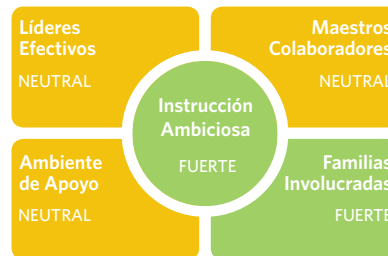 Líderes
Efectivos
NEUTRAL
Maestros
Colaboradores
NEUTRAL
Instrucción
Ambiciosa
FUERTE
Ambiente
de Apoyo
NEUTRAL
Familias
Involucradas
FUERTE